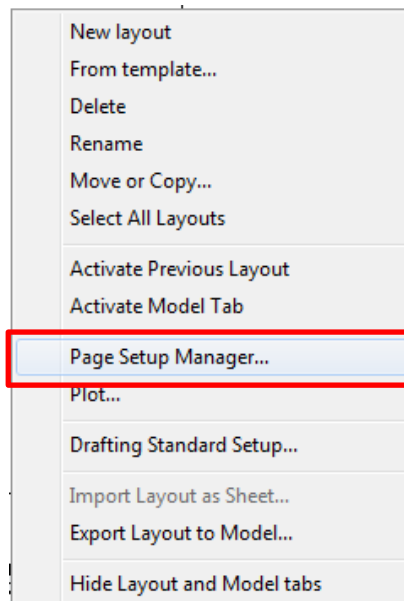 New layout
From template...
Delete
Rename
Move or Copy...
Select All Layouts
Activate Previous Layout
Activate Model Tab
Page Setup Manager...
Plot...
Drafting Standard Setup...
Import Layout as Sheet...
Export Layout to Model...
Hide Layout and Model tabs